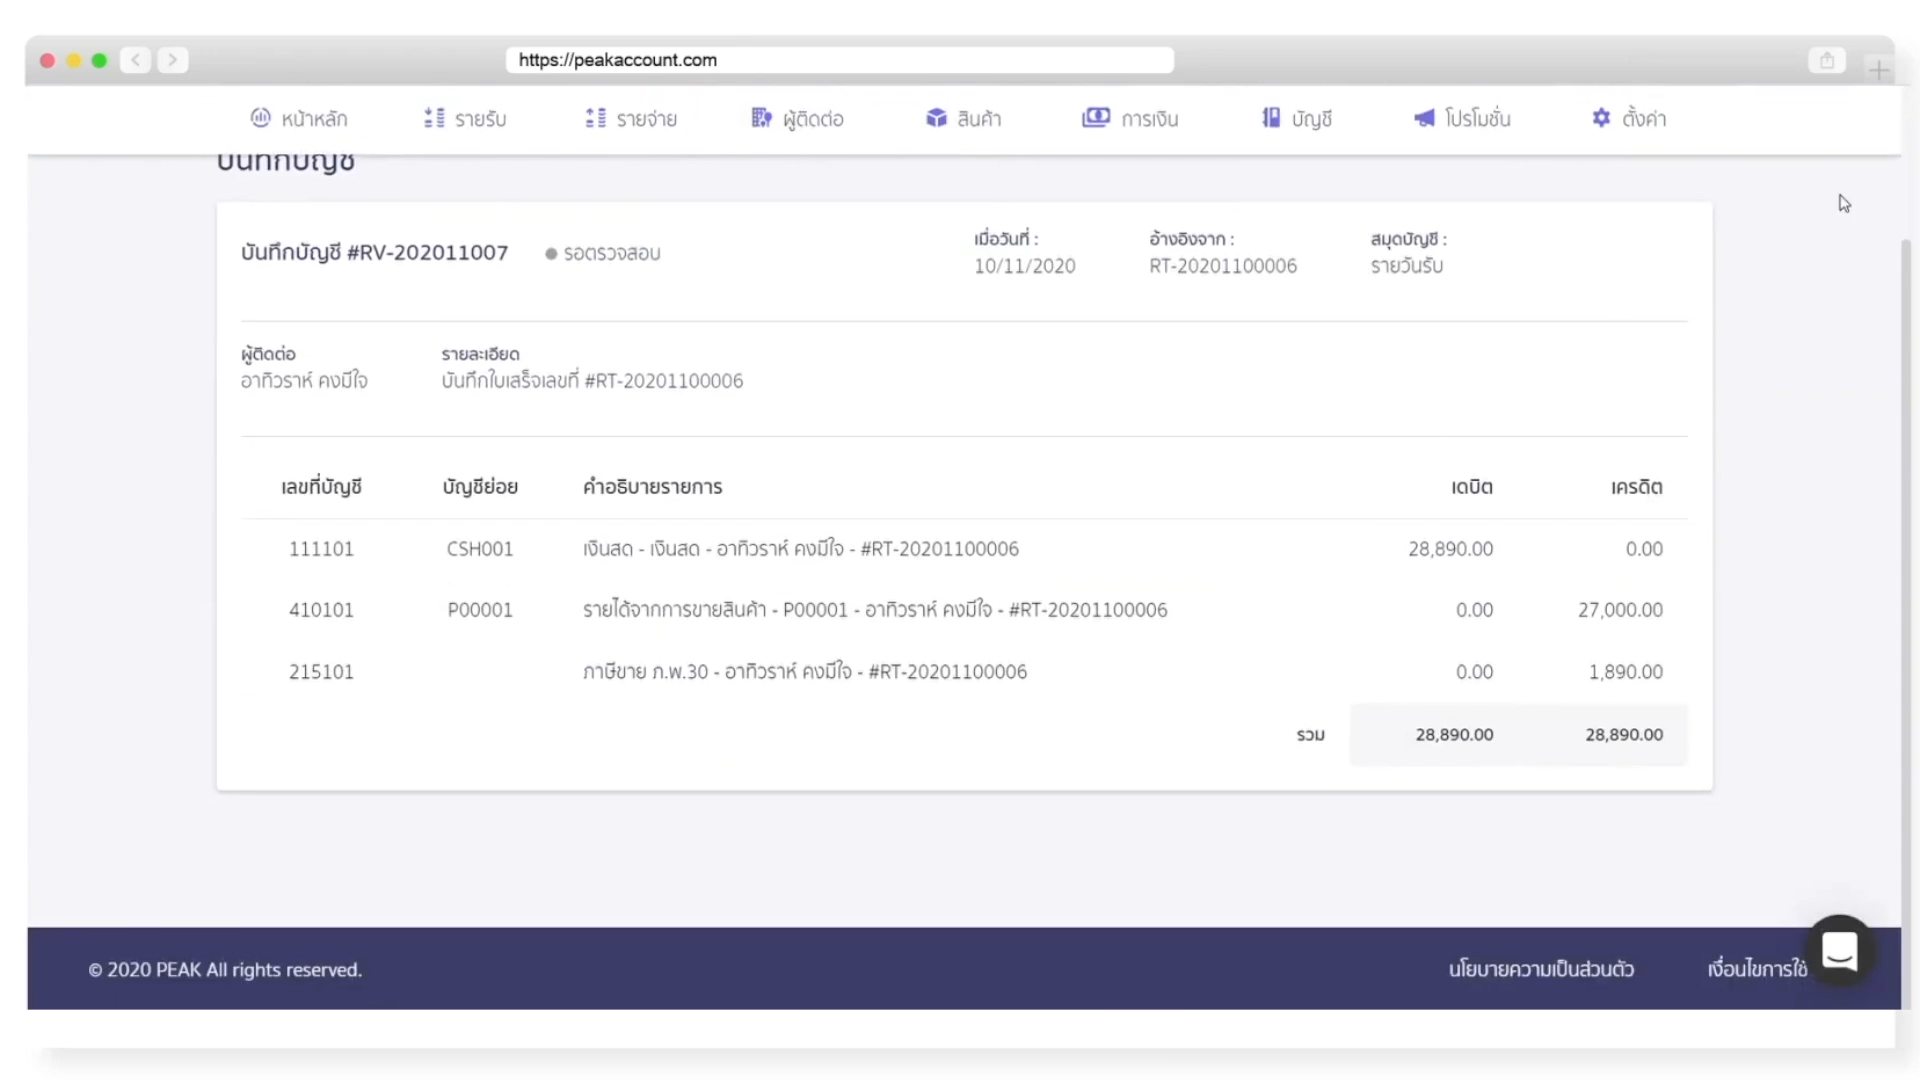 https://peakaccount.com
หน้าหลัก รายรับ รายจ่าย ผู้ติดต่อ สินค้า การเงิน บัญชี โปรโมชั่น ตั้งค่า
บันทึกบัญชี
บันทึกบัญชี #RV-202011007 รอตรวจสอบ
เมื่อวันที่ : อ้างอิงจาก : สมุดบัญชี :
10/11/2020 RT-20201100006 รายวันรับ
ผู้ติดต่อ รายละเอียด
อาทิวราห์ คงมีใจ บันทึกใบเสร็จเลขที่ #RT-20201100006
เลขที่บัญชี บัญชีย่อย คำอธิบายรายการ เดบิต เครดิต
111101 CSH001 เงินสด - เงินสด - อาทิวราห์ คงมีใจ - #RT-20201100006 28,890.00 0.00
410101 P00001 รายได้จากการขายสินค้า - P00001 - อาทิวราห์ คงมีใจ - #RT-20201100006 0.00 27,000.00
215101 ภาษีขาย ภ.พ.30 - อาทิวราห์ คงมีใจ - #RT-20201100006 0.00 1,890.00
รวม 28,890.00 28,890.00
© 2020 PEAK All rights reserved. นโยบายความเป็นส่วนตัว เงื่อนไขการใช้